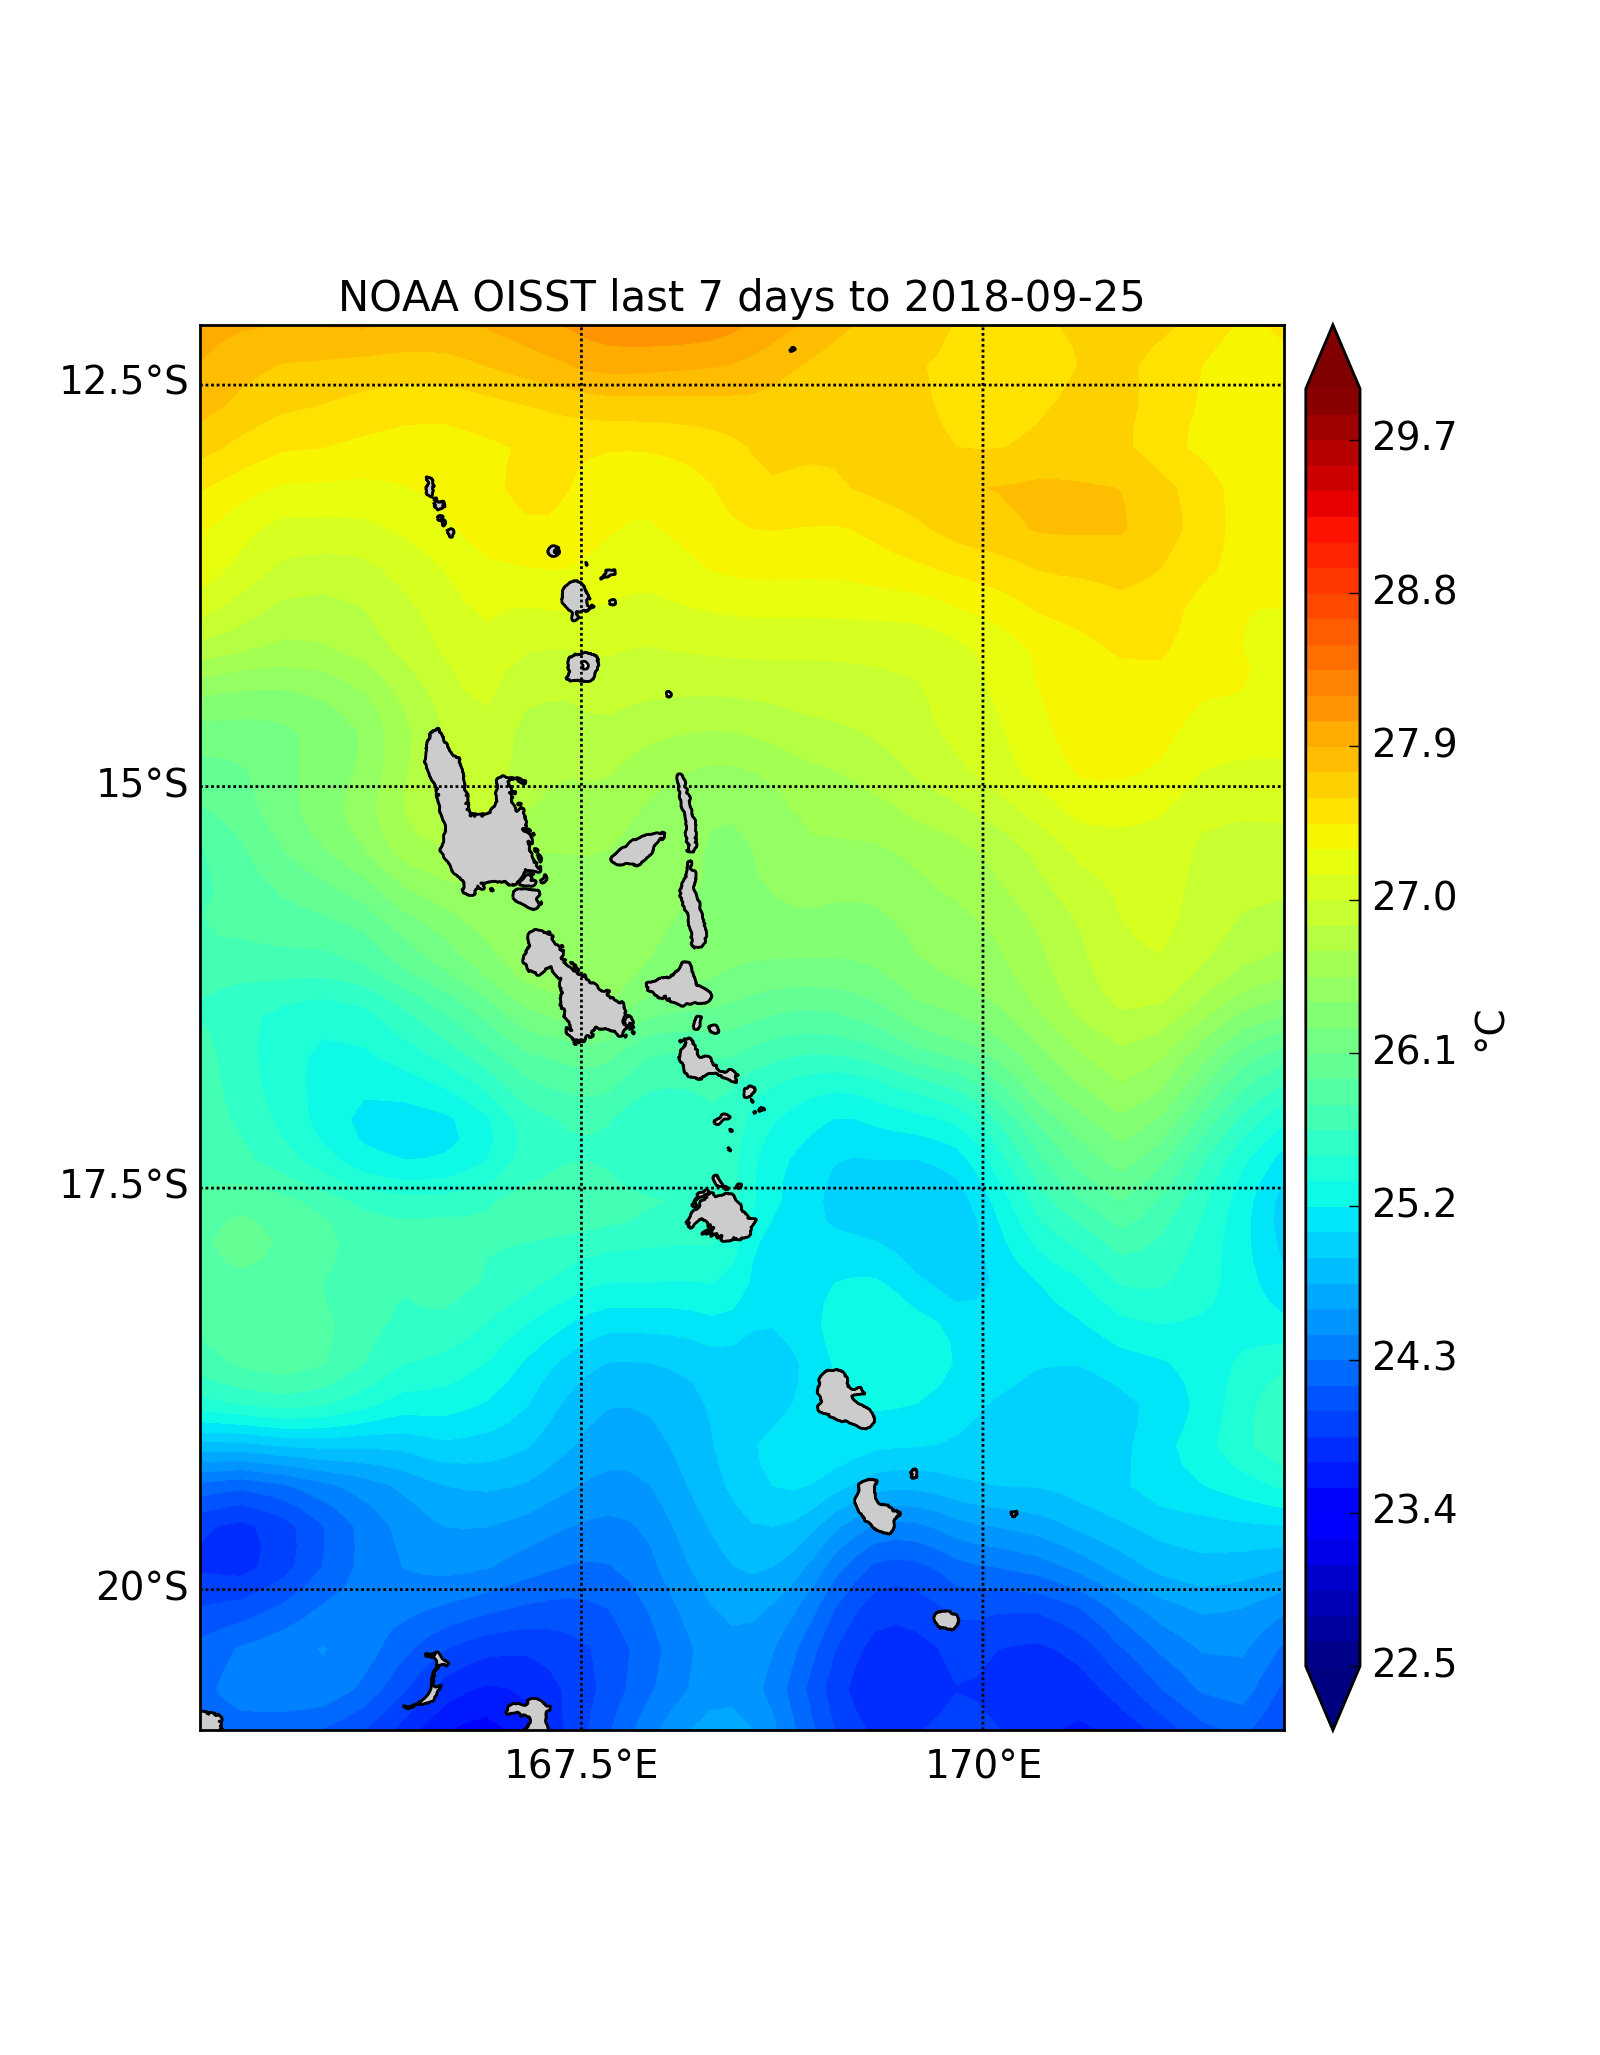 NOAA OISST last 7 days to 2018-09-25
12.5°S
15°S
17.5°S
20°S
167.5°E
170°E
29.7
28.8
27.9
27.0
26.1
25.2
24.3
23.4
22.5
°C